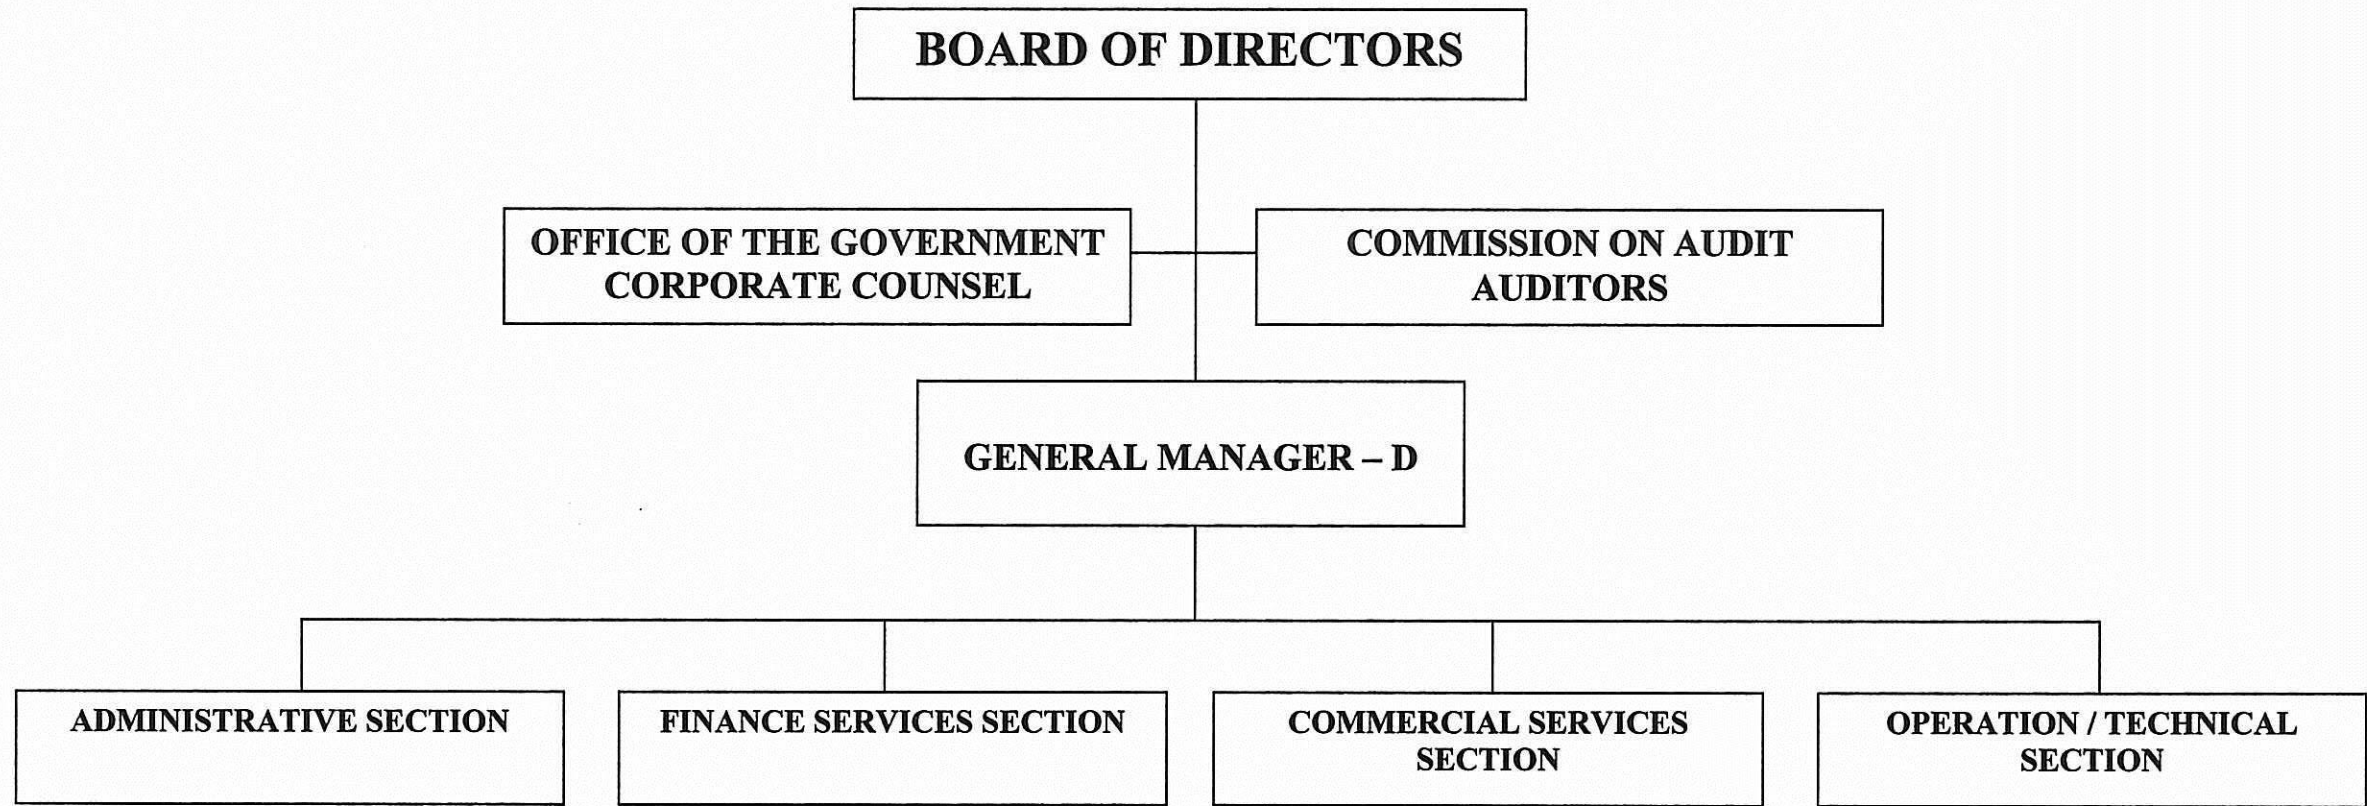 BOARD OF DIRECTORS
OFFICE OF THE GOVERNMENT
CORPORATE COUNSEL
COMMISSION ON AUDIT
AUDITORS
GENERAL MANAGER – D
ADMINISTRATIVE SECTION
FINANCE SERVICES SECTION
COMMERCIAL SERVICES
SECTION
OPERATION / TECHNICAL
SECTION